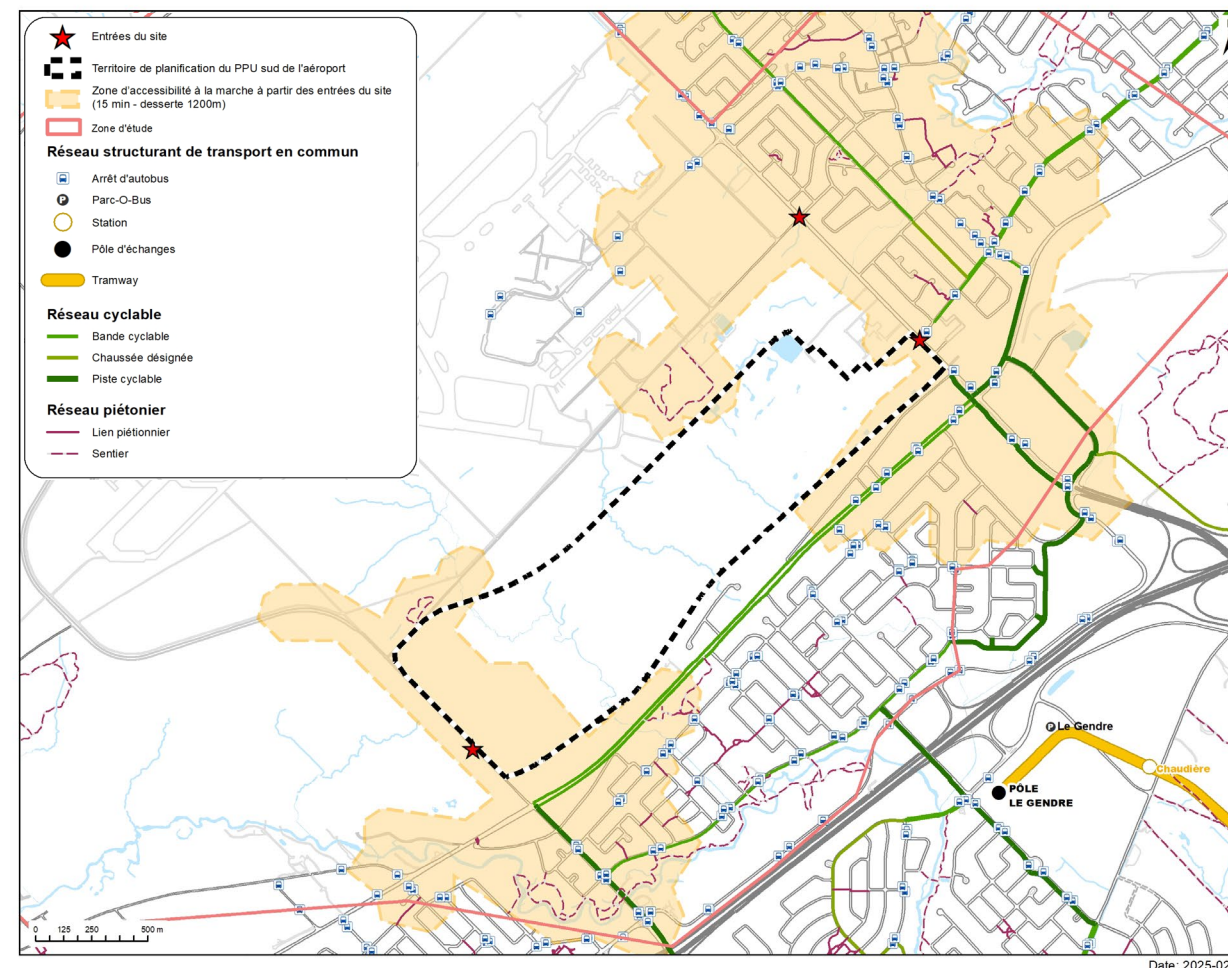 Entrées du site
Territoire de planification du PPU sud de l'aéroport
Zone d'accessibilité à la marche à partir des entrées du site
(15 min - desserte 1200m)
Zone d'étude
Réseau structurant de transport en commun
Arrêt d'autobus
P Parc-O-Bus
Station
Pôle d'échanges
Tramway
Réseau cyclable
Bande cyclable
Chaussée désignée
Piste cyclable
Réseau piétonier
Lien piétionnier
Sentier
P Le Gendre
Chaudière
PÔLE
LE GENDRE
0 125 250 500 m
Date: 2025-02